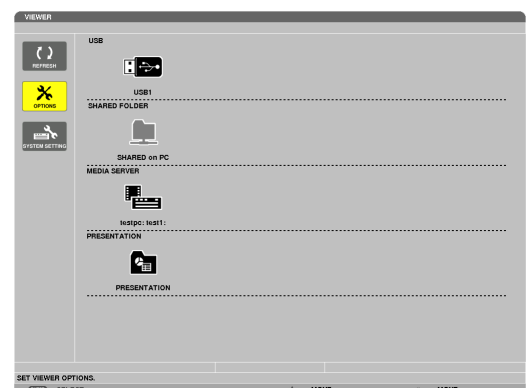 VIEWER
REFRESH
OPTIONS
SYSTEM SETTING
USB
USB1
SHARED FOLDER
SHARED on PC
MEDIA SERVER
testpc: test1:
PRESENTATION
PRESENTATION
SET VIEWER OPTIONS.